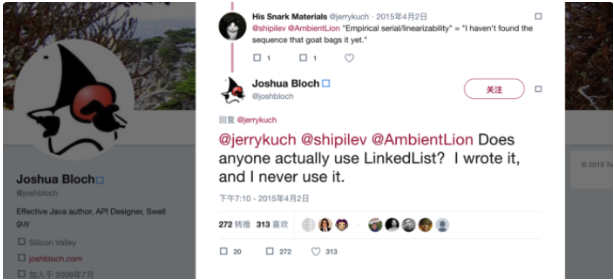 His Snark Materials @jerrykuch · 2015年4月2日
@shipilev @AmbientLion "Empirical serial/linearizability" = "I haven't found the
sequence that goat bags it yet."
1
1
Joshua Bloch
@joshbloch
关注
回复 @jerrykuch
@jerrykuch @shipilev @AmbientLion Does
anyone actually use LinkedList? I wrote it,
and I never use it.
下午7:10 - 2015年4月2日
272 转推 313 喜欢
20
272
313
Joshua Bloch
@joshbloch
Effective Java author, API Designer, Swell
guy
Silicon Valley
joshbloch.com
加入于 2009年7月
© 2019